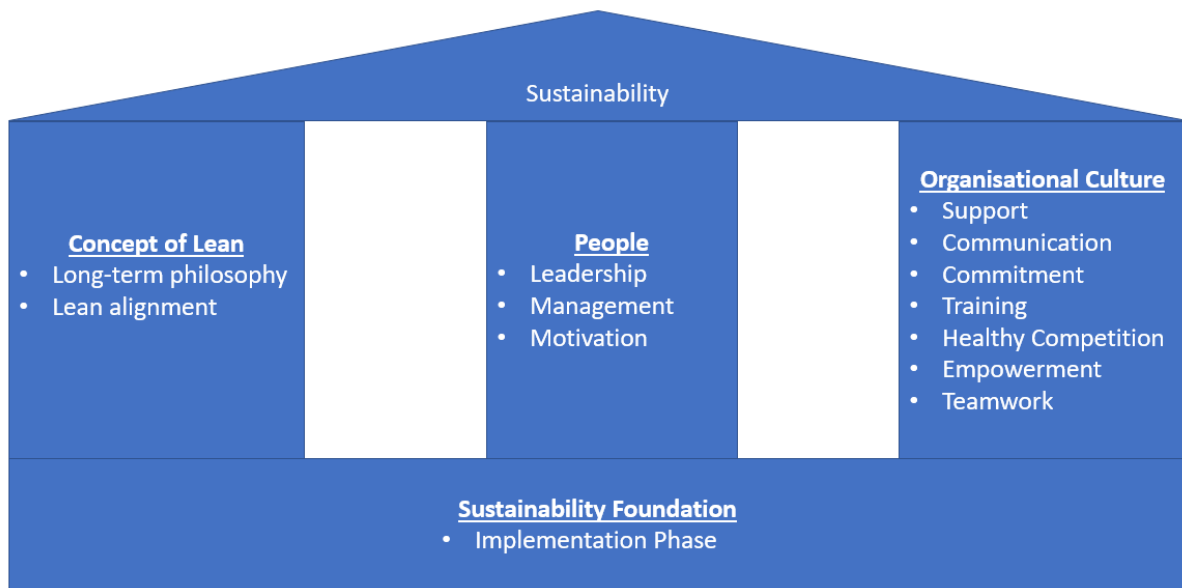 Sustainability
Concept of Lean
• Long-term philosophy
• Lean alignment
People
• Leadership
• Management
• Motivation
Organisational Culture
• Support
• Communication
• Commitment
• Training
• Healthy Competition
• Empowerment
• Teamwork
Sustainability Foundation
• Implementation Phase